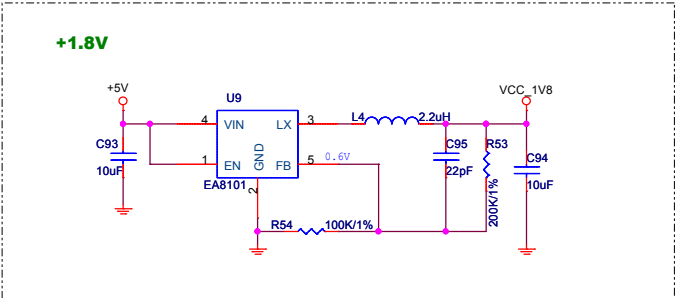 +1.8V
+5V
VCC_1V8
U9
4
VIN
LX
3
L4
2.2uH
C93
10uF
1
EN
GND
FB
5
0.6V
C95
22pF
R53
200K/1%
C94
10uF
EA8101
2
R54
100K/1%